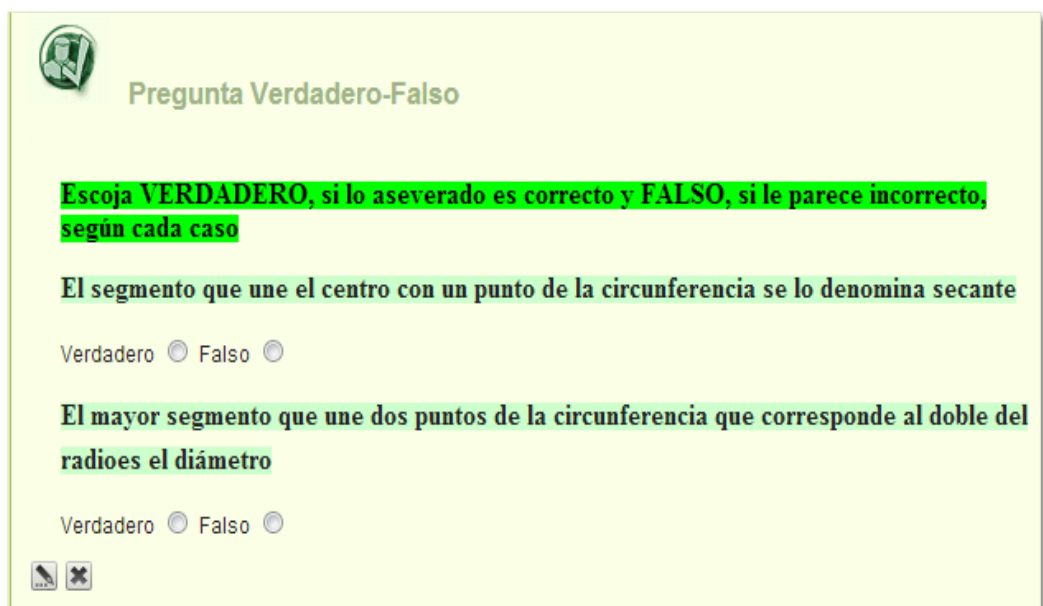 Pregunta Verdadero-Falso
Escoja VERDADERO, si lo aseverado es correcto y FALSO, si le parece incorrecto,
según cada caso
El segmento que une el centro con un punto de la circunferencia se lo denomina secante
Verdadero Falso
El mayor segmento que une dos puntos de la circunferencia que corresponde al doble del
radioes el diámetro
Verdadero Falso